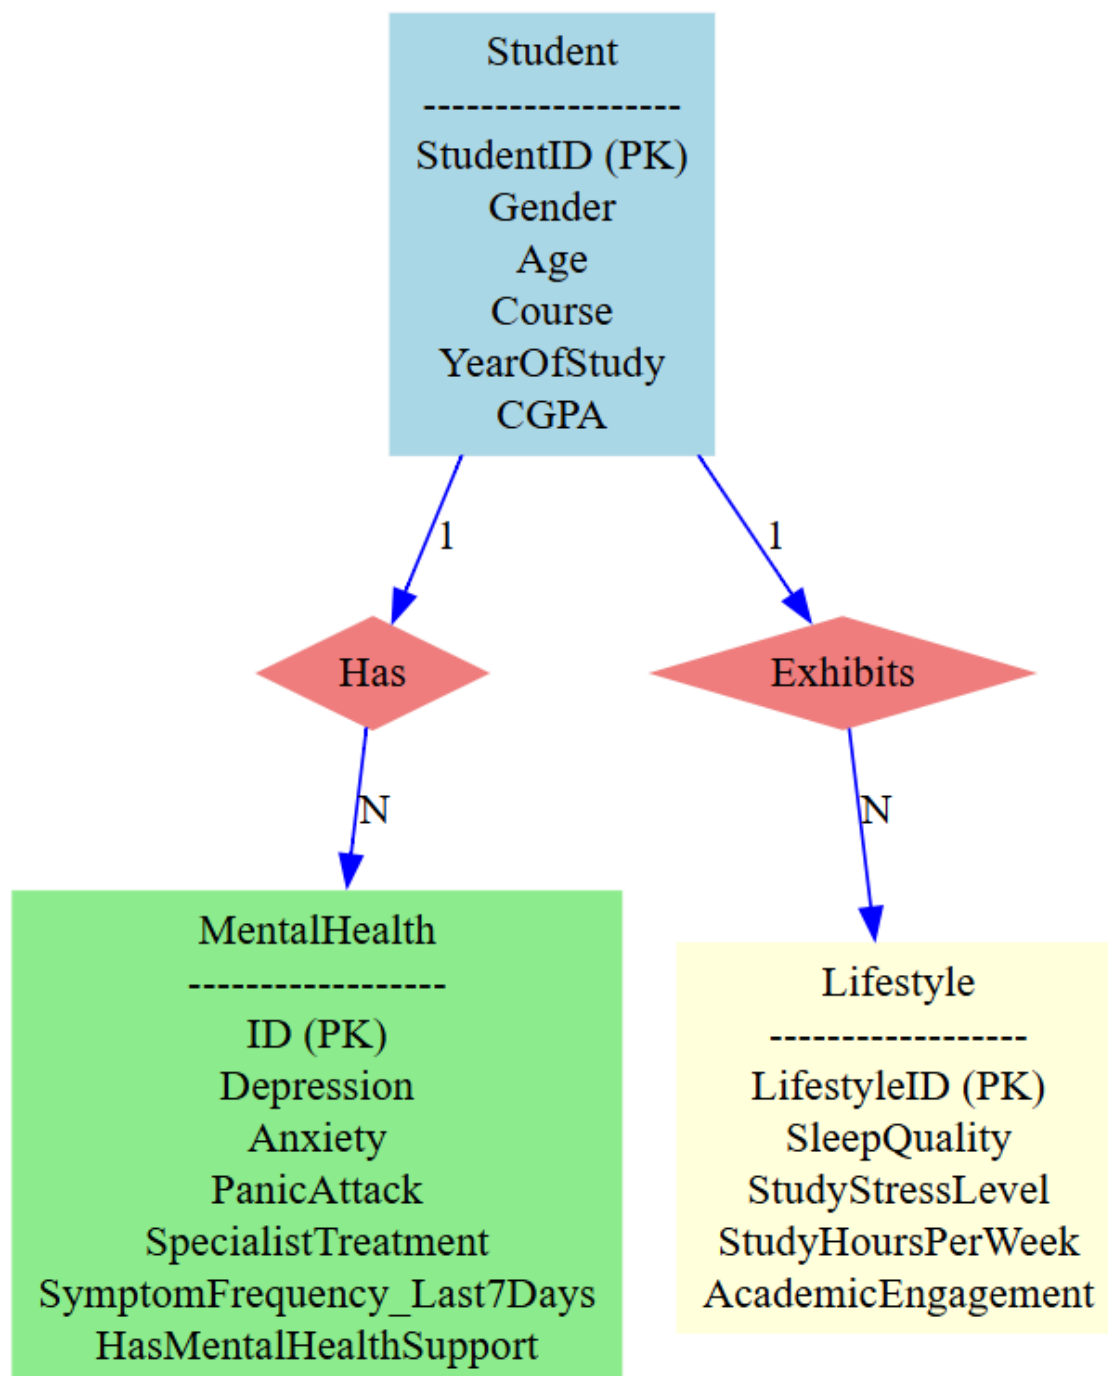 Student
------------------
StudentID (PK)
Gender
Age
Course
YearOfStudy
CGPA
1
1
Has
Exhibits
N
N
MentalHealth
------------------
ID (PK)
Depression
Anxiety
PanicAttack
SpecialistTreatment
SymptomFrequency_Last7Days
HasMentalHealthSupport
Lifestyle
------------------
LifestyleID (PK)
SleepQuality
StudyStressLevel
StudyHoursPerWeek
AcademicEngagement